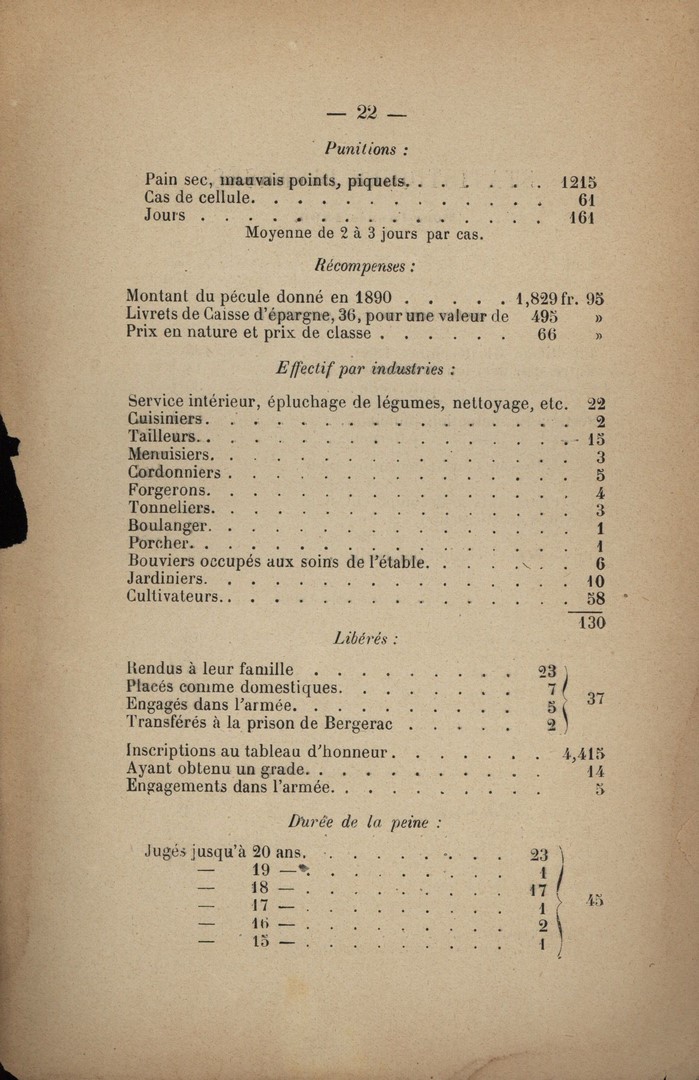 — 22 —
Punitions :
Pain sec, mauvais points, piquets. . . . . . . . 1215
Cas de cellule. . . . . . . . . . . . . 61
Jours . . . . . . . . . . . . . . 161
Moyenne de 2 à 3 jours par cas.
Récompenses :
Montant du pécule donné en 1890 . . . . . 1,829 fr. 95
Livrets de Caisse d'épargne, 36, pour une valeur de 495 »
Prix en nature et prix de classe . . . . . . 66 »
Effectif par industries :
Service intérieur, épluchage de légumes, nettoyage, etc. 22
Cuisiniers. . . . . . . . . . . . . . . . 2
Tailleurs. . . . . . . . . . . . . . . . 15
Menuisiers. . . . . . . . . . . . . . . . 3
Cordonniers . . . . . . . . . . . . . . . 5
Forgerons. . . . . . . . . . . . . . . . 4
Tonneliers. . . . . . . . . . . . . . . . 3
Boulanger. . . . . . . . . . . . . . . . 1
Porcher. . . . . . . . . . . . . . . . . 1
Bouviers occupés aux soins de l'étable. . . . . . . 6
Jardiniers. . . . . . . . . . . . . . . . 10
Cultivateurs. . . . . . . . . . . . . . . . 58
130
Libérés :
Rendus à leur famille . . . . . . . . . 23
Placés comme domestiques. . . . . . . . 7
37
Engagés dans l'armée. . . . . . . . . . 5
Transférés à la prison de Bergerac . . . . . 2
Inscriptions au tableau d'honneur . . . . . . . 4,415
Ayant obtenu un grade. . . . . . . . . . . 14
Engagements dans l'armée. . . . . . . . . . 5
Durée de la peine :
Jugés jusqu'à 20 ans. . . . . . . . . . 23
— 19 — . . . . . . . . . 1
— 18 — . . . . . . . . . 17
45
— 17 — . . . . . . . . . 1
— 16 — . . . . . . . . . 2
— 15 — . . . . . . . . . 1